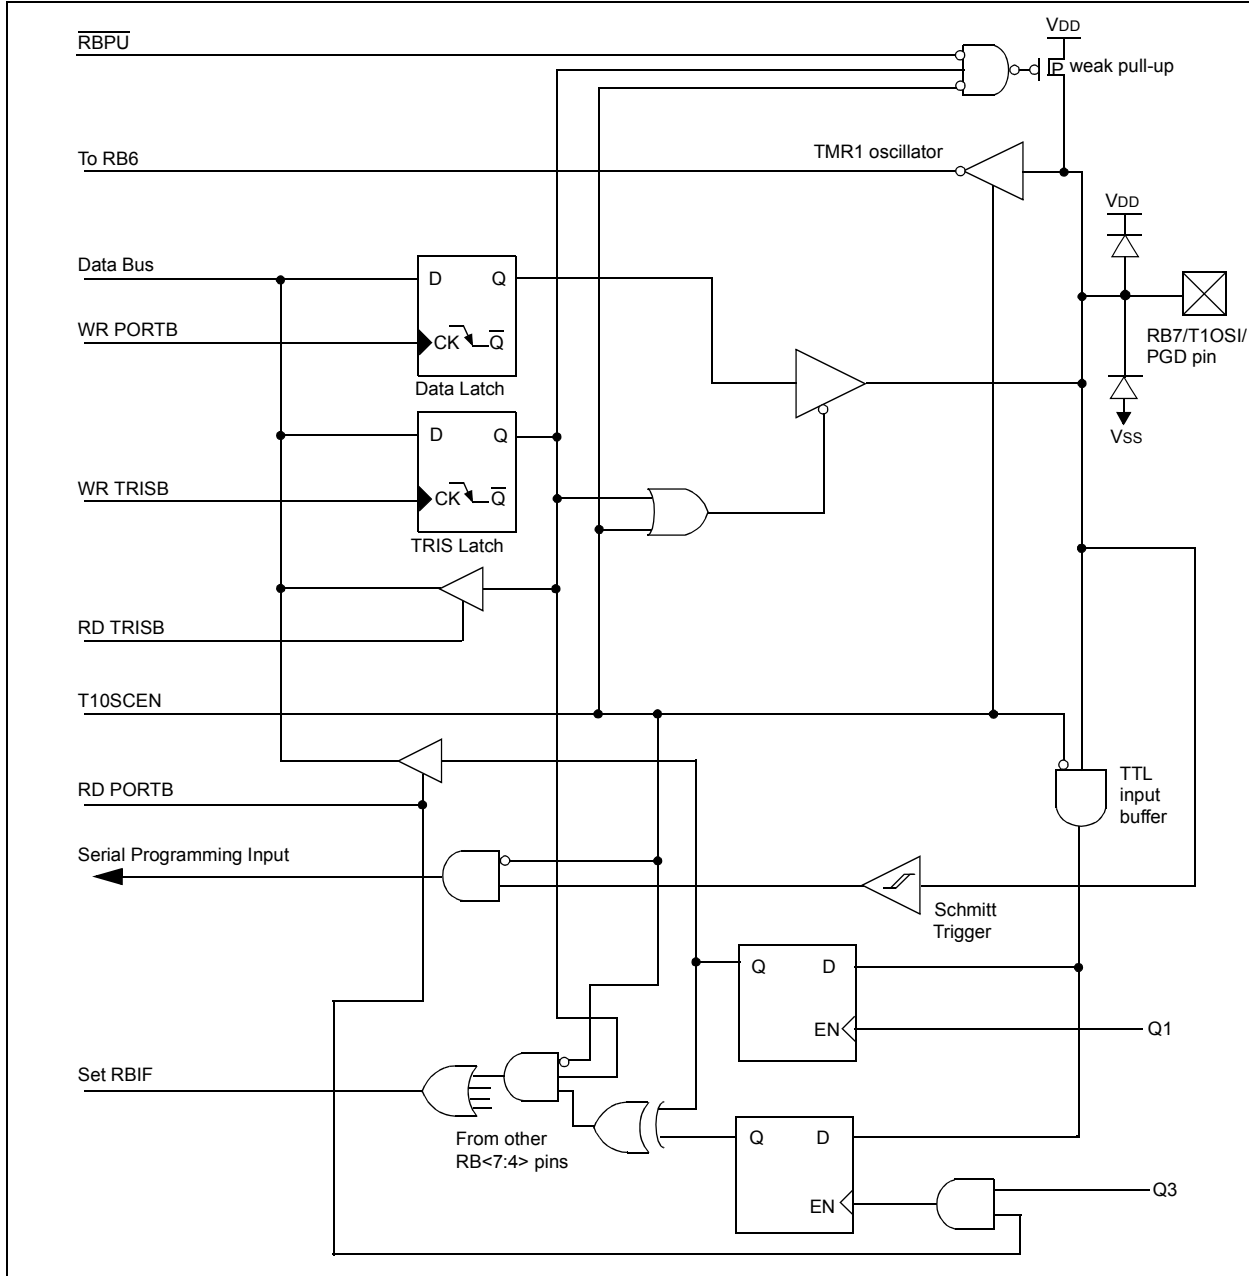 RBPU
VDD
P weak pull-up
To RB6
TMR1 oscillator
VDD
Data Bus
D Q
WR PORTB
CK Q
Data Latch
RB7/T1OSI/
PGD pin
VSS
D Q
WR TRISB
CK Q
TRIS Latch
RD TRISB
T10SCEN
RD PORTB
TTL
input
buffer
Serial Programming Input
Schmitt
Trigger
Q D
EN
Q1
Set RBIF
From other
RB<7:4> pins
Q D
EN
Q3